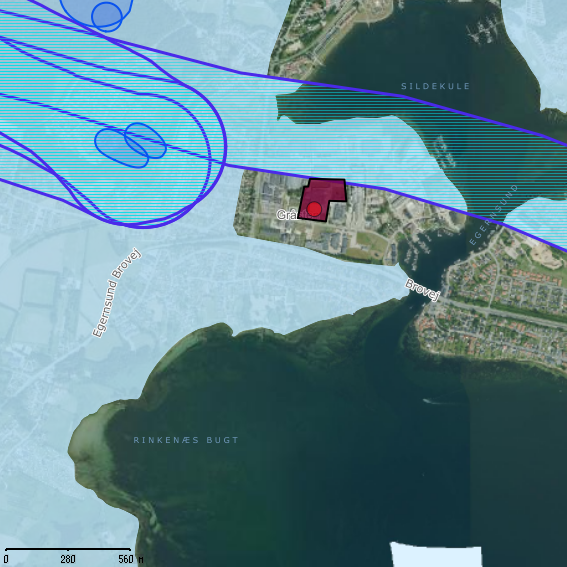 SILDEKULE
EGERNSUND
Grå
Egernsund Brovej
Brovej
RINKENÆS BUGT
0 280 560 m